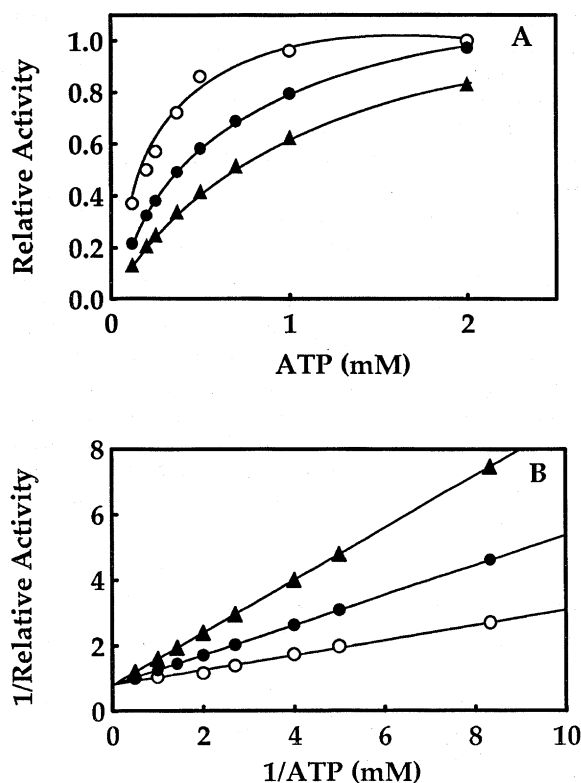 A
1.0
0.8
0.6
0.4
0.2
0.0
Relative Activity
0 1 2
ATP (mM)
B
8
6
4
2
0
1/Relative Activity
0 2 4 6 8 10
1/ATP (mM)